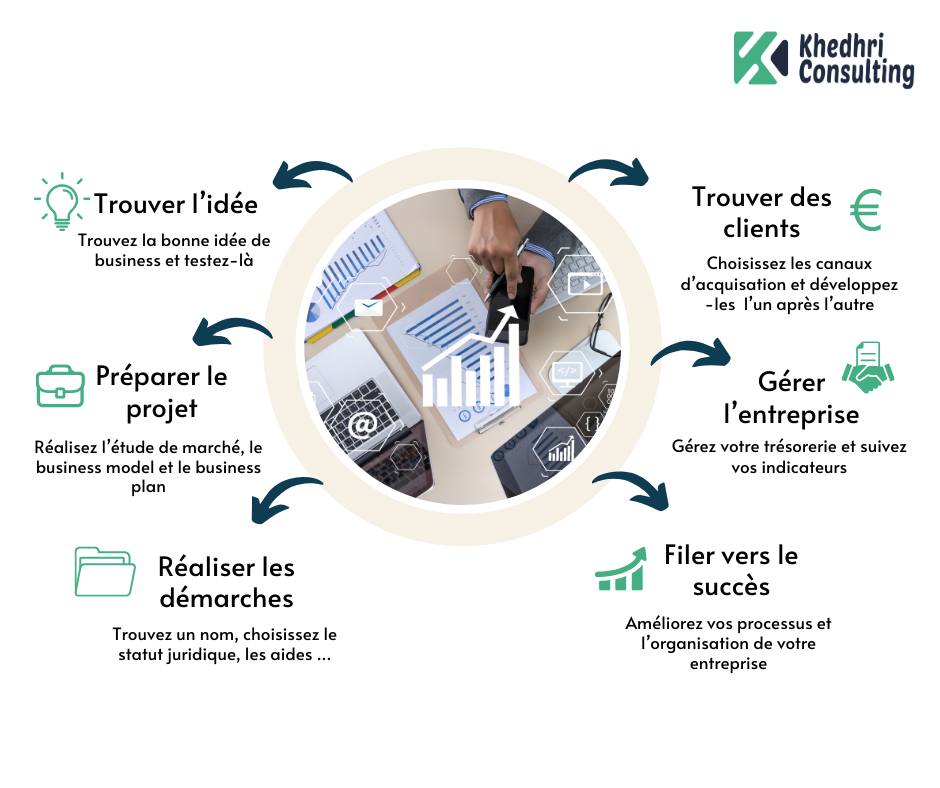 Khedhri
Consulting
Trouver l'idée
Trouvez la bonne idée de
business et testez-là
Préparer le
projet
Réalisez l'étude de marché, le
business model et le business
plan
Réaliser les
démarches
Trouvez un nom, choisissez le
statut juridique, les aides ...
Trouver des
clients
€
Choisissez les canaux
d'acquisition et développez
-les l'un après l'autre
Gérer
l'entreprise
Gérez votre trésorerie et suivez
vos indicateurs
Filer vers le
succès
Améliorez vos processus et
l'organisation de votre
entreprise
@
</>
{ }